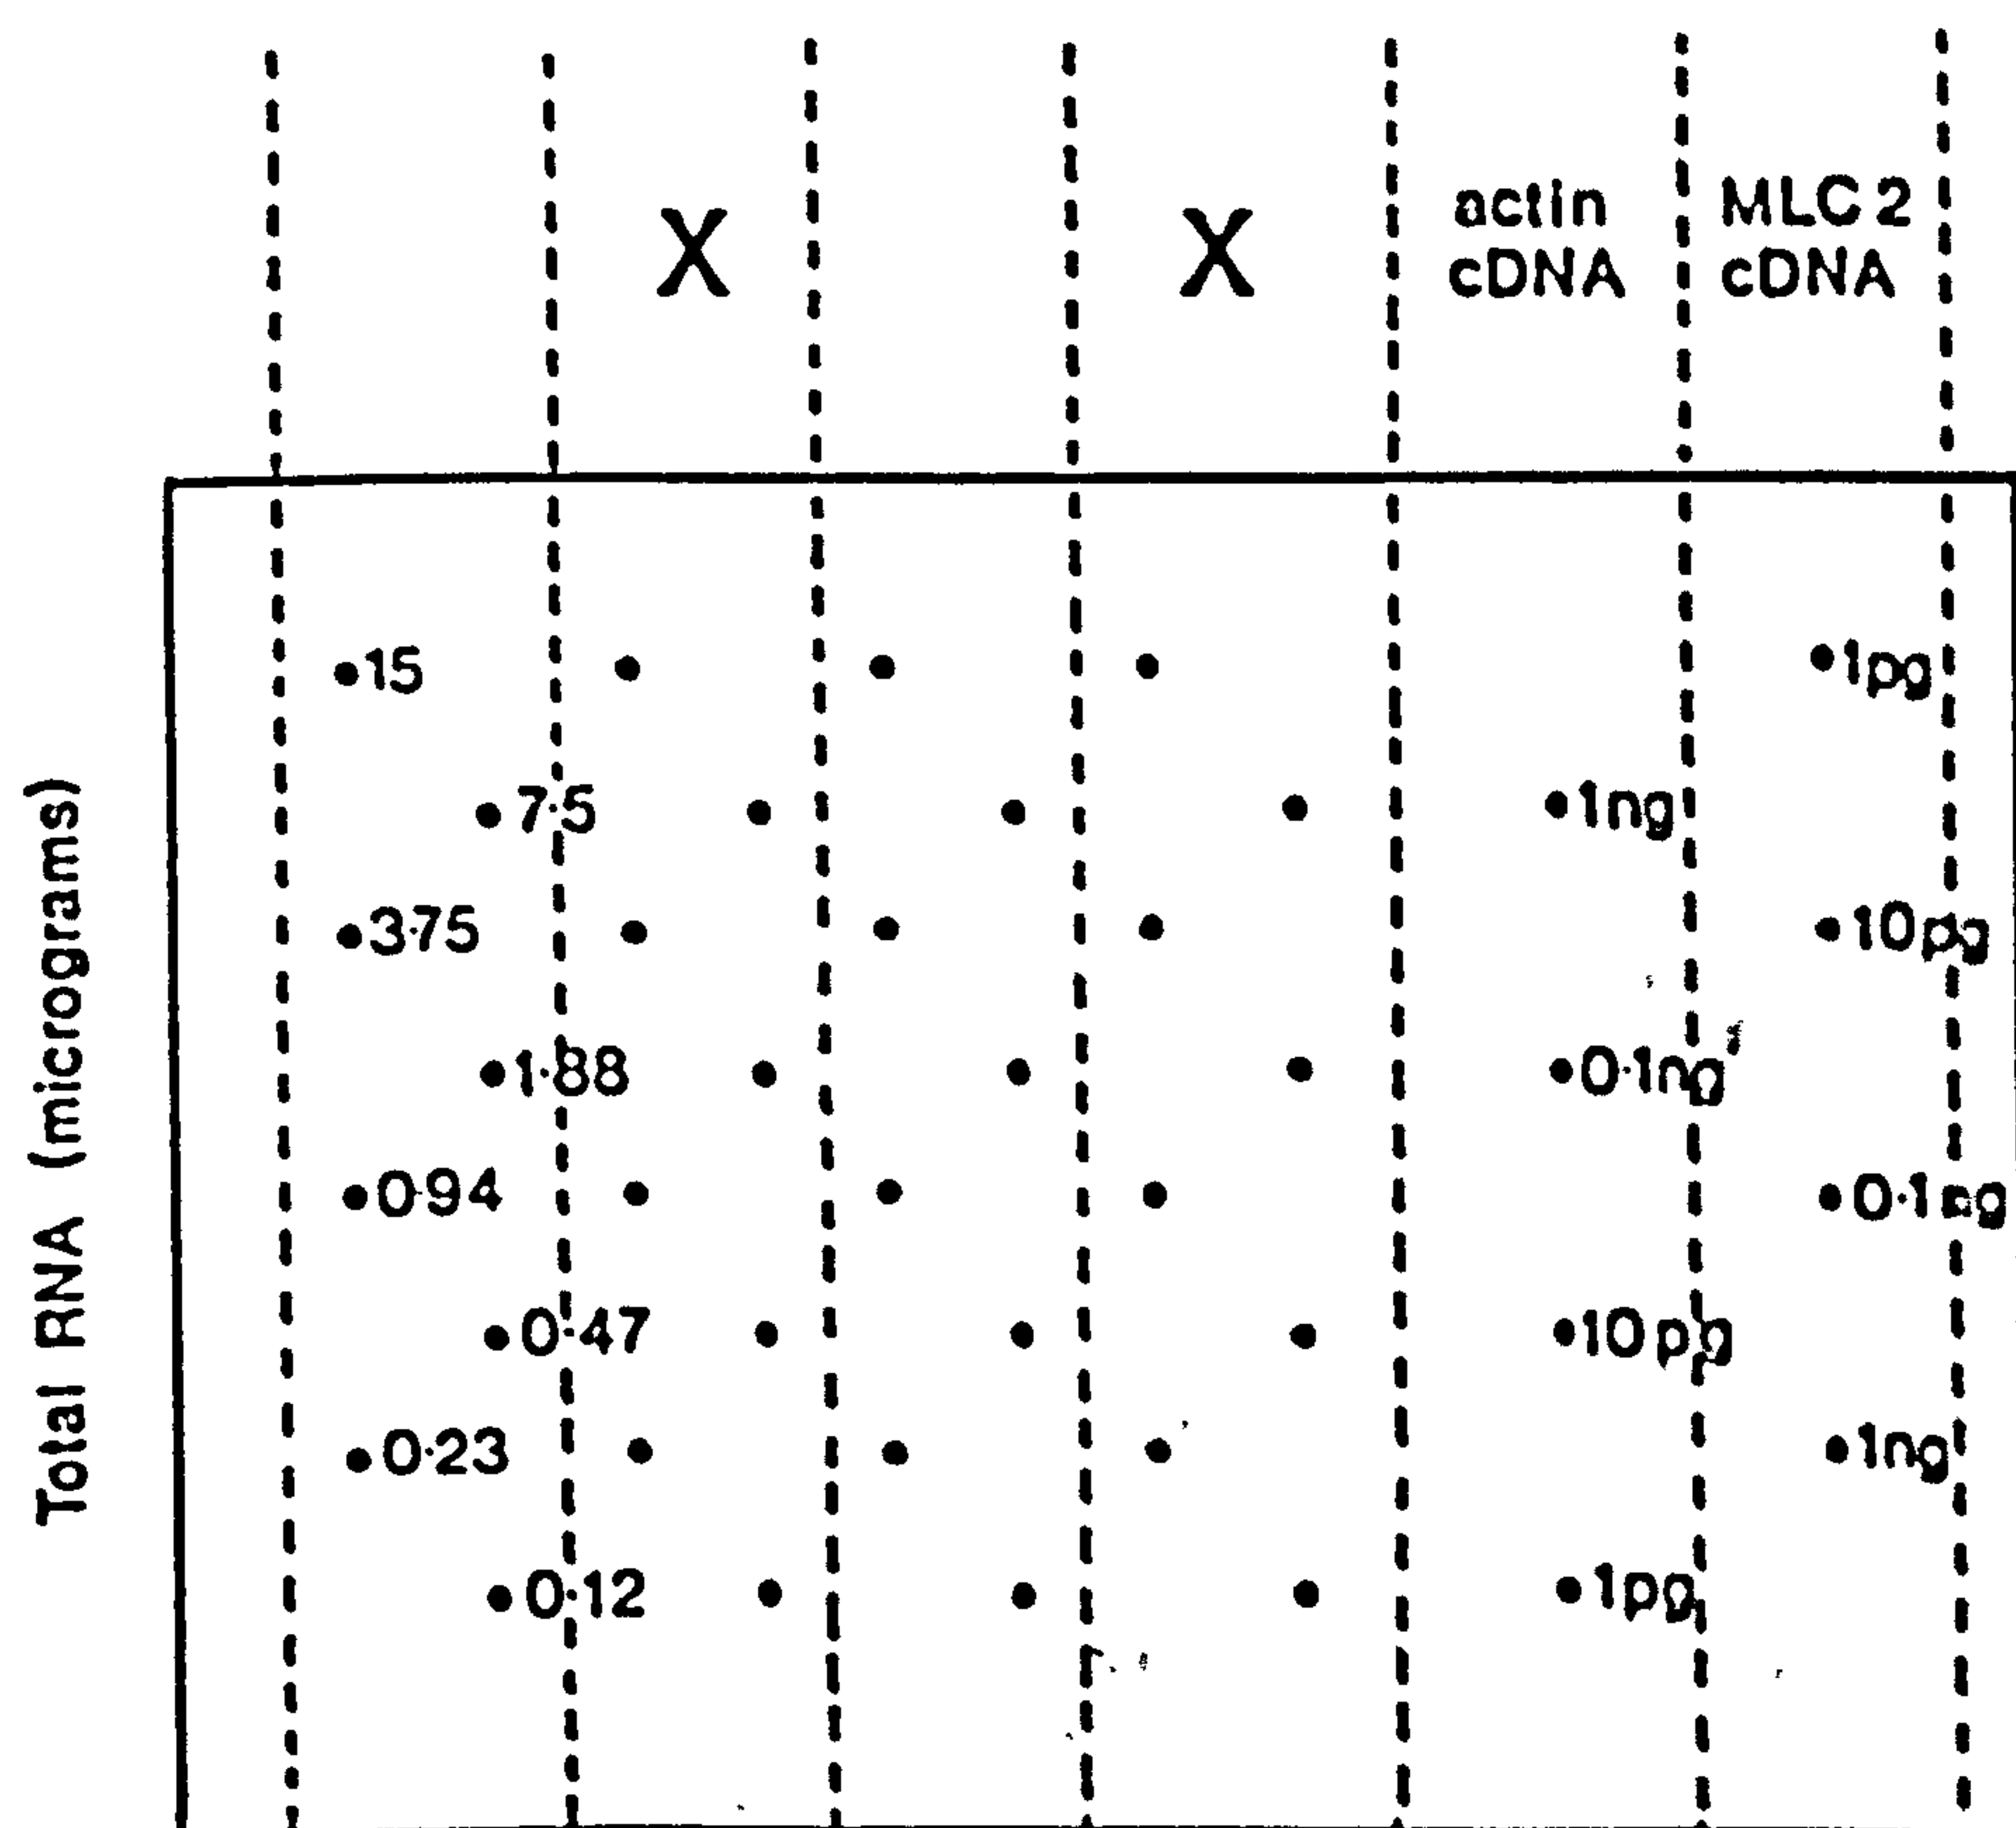 X
X
actin
cDNA
MLC 2
cDNA
Total RNA (micrograms)
15
1pg
7·5
1ng
3·75
10pg
1·88
0·1ng
0·94
0·1ng
0·47
10pg
0·23
1ng
0·12
1pg